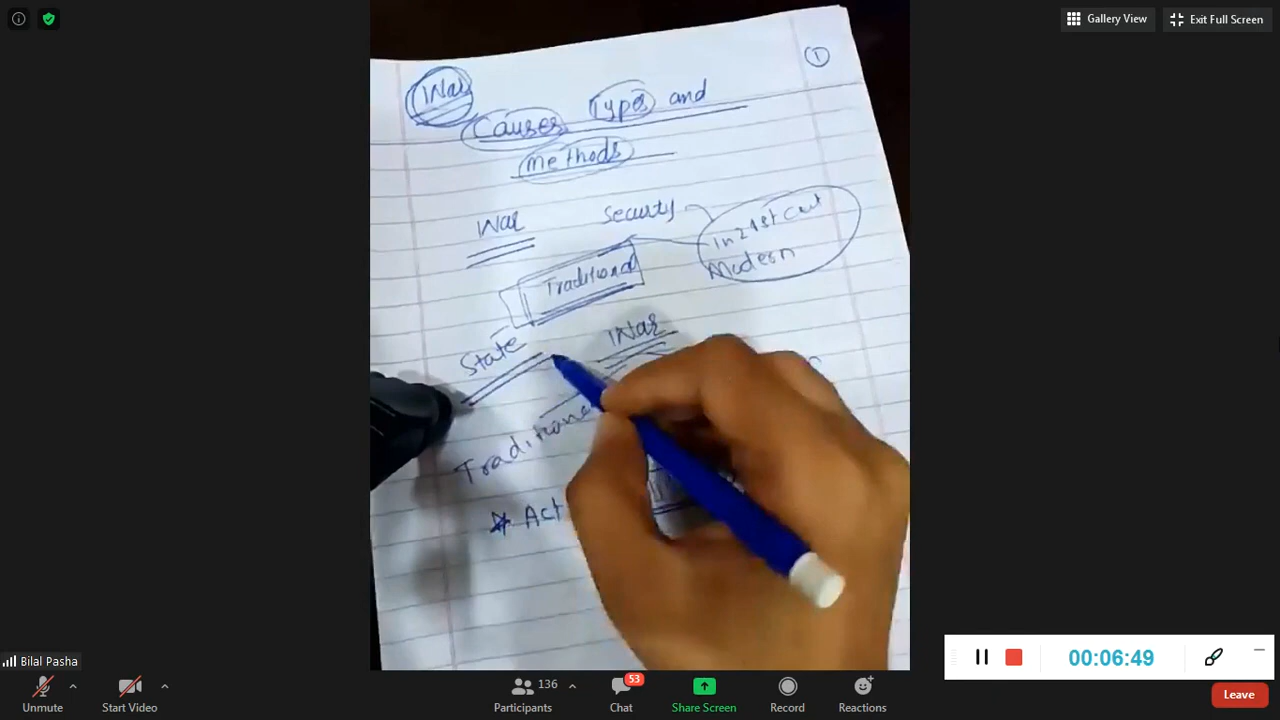 Gallery View Exit Full Screen
1
War
Causes Types and
methods
War Security
in 21st Cent
Modern
Traditional
State War
Traditional
* Act
Bilal Pasha
00:06:49
Unmute Start Video Participants 136 Chat 53 Share Screen Record Reactions Leave